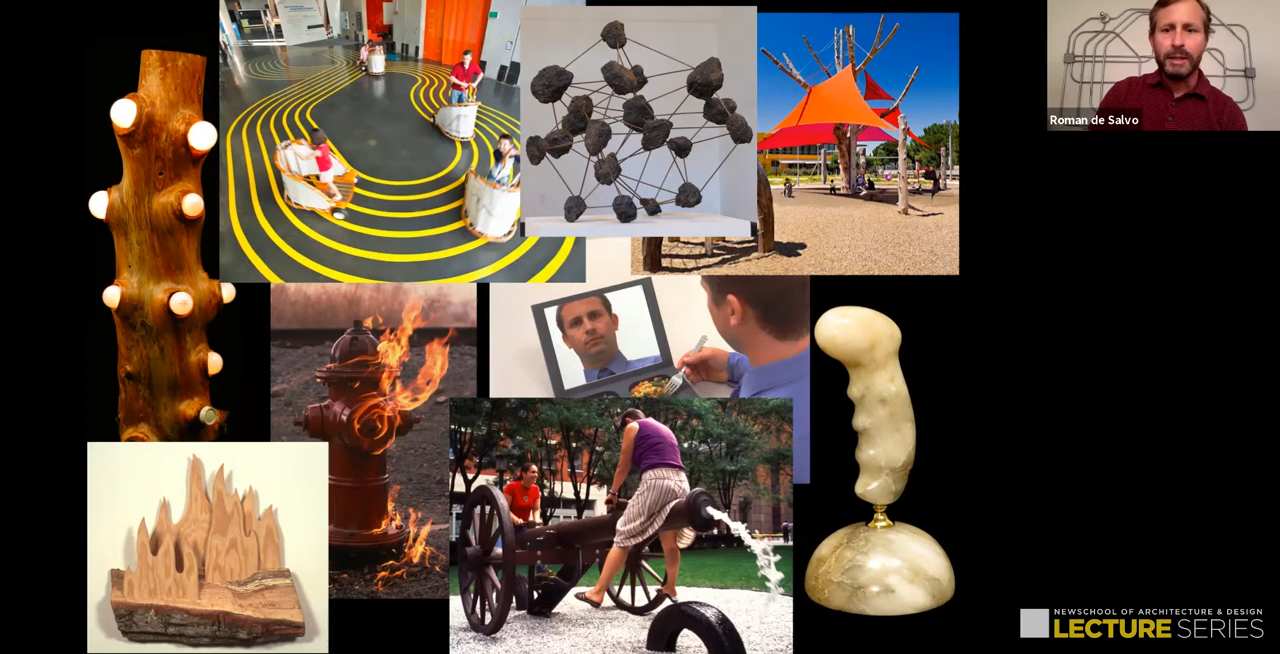 Roman de Salvo
NEWSCHOOL OF ARCHITECTURE & DESIGN
LECTURE SERIES